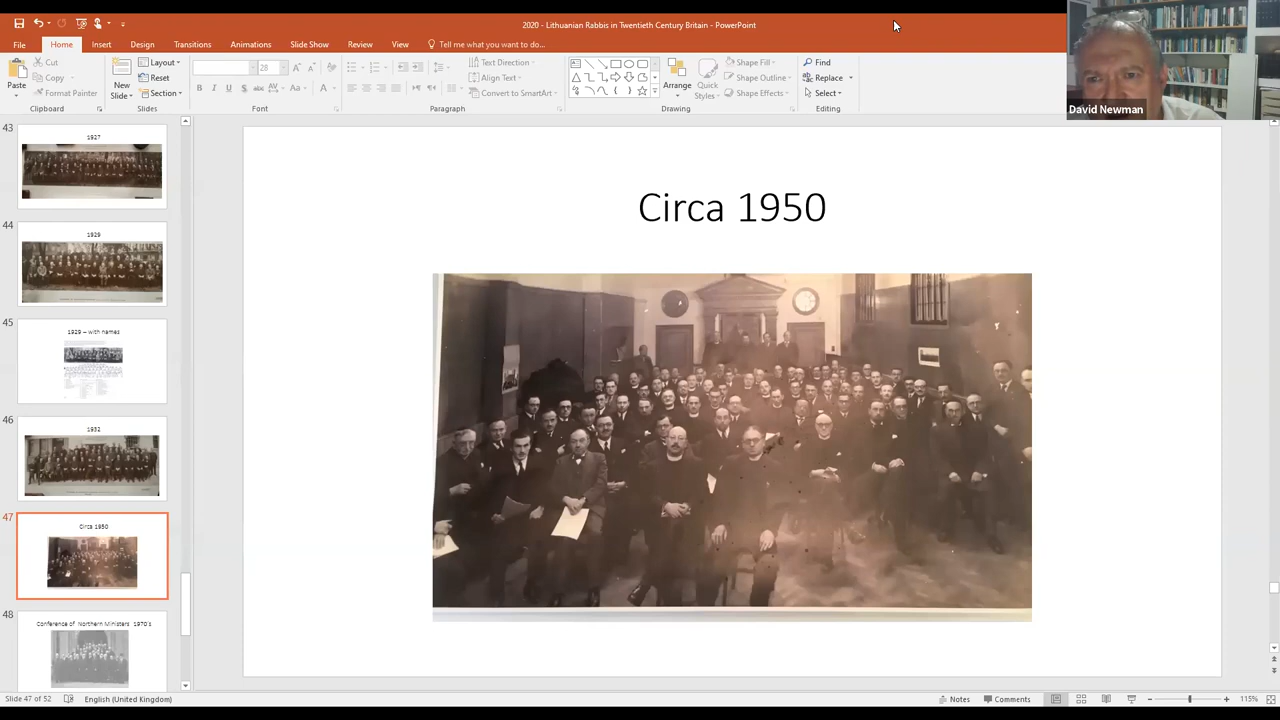 2020 - Lithuanian Rabbis in Twentieth Century Britain - PowerPoint
File Home Insert Design Transitions Animations Slide Show Review View Tell me what you want to do...
Paste
Cut
Copy
Format Painter
Clipboard
New
Slide
Layout
Reset
Section
Slides
28
B I U S abc AV Aa A
Font
Text Direction
Align Text
Convert to SmartArt
Paragraph
Arrange
Quick
Styles
Shape Fill
Shape Outline
Shape Effects
Drawing
Find
Replace
Select
Editing
David Newman
43
1927
44
1929
45
1929 – with names
46
1932
47
Circa 1950
48
Conference of Northern Ministers 1970's
Circa 1950
Slide 47 of 52 English (United Kingdom) Notes Comments 115%